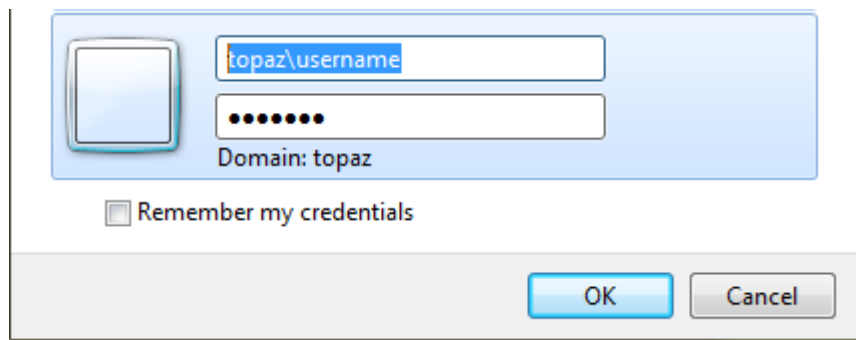 topaz\username
•••••••
Domain: topaz
Remember my credentials
OK
Cancel